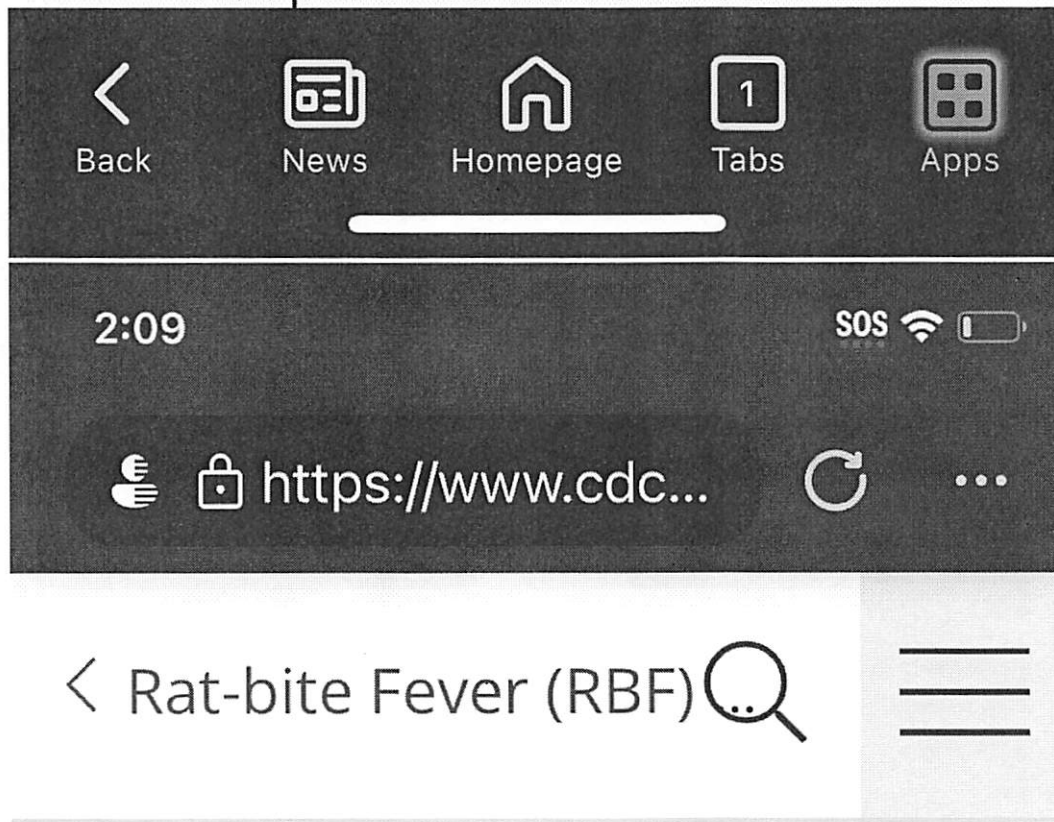 1
Back News Homepage Tabs Apps
2:09 SOS
https://www.cdc...
Rat-bite Fever (RBF)